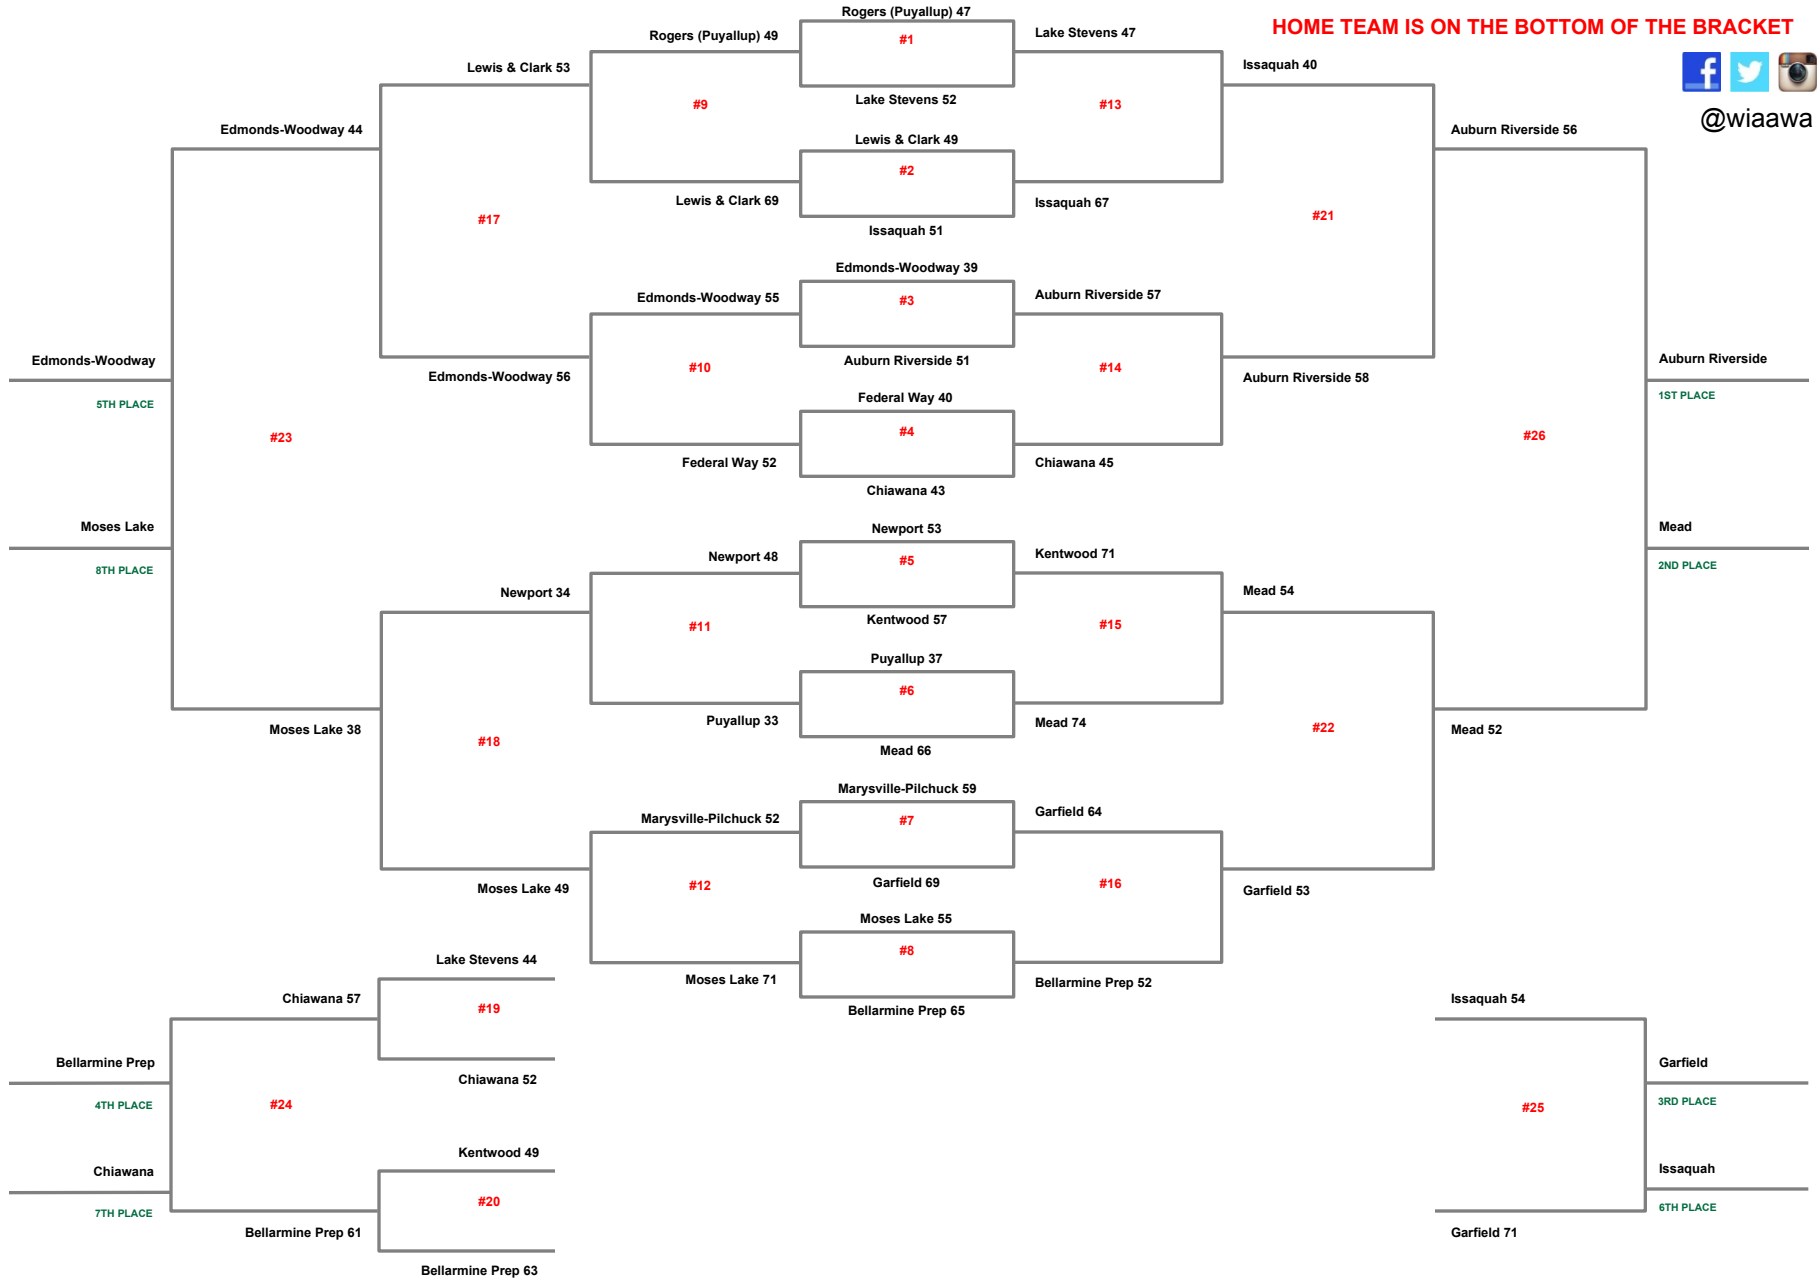 Rogers (Puyallup) 47
HOME TEAM IS ON THE BOTTOM OF THE BRACKET
Rogers (Puyallup) 49
#1
Lake Stevens 47
Lewis & Clark 53
Issaquah 40
Lake Stevens 52
#9
#13
@wiaawa
Edmonds-Woodway 44
Auburn Riverside 56
Lewis & Clark 49
#2
Lewis & Clark 69
Issaquah 67
#17
#21
Issaquah 51
Edmonds-Woodway 39
Edmonds-Woodway 55
#3
Auburn Riverside 57
Edmonds-Woodway
Auburn Riverside 51
Auburn Riverside
#10
#14
Edmonds-Woodway 56
Auburn Riverside 58
5TH PLACE
Federal Way 40
1ST PLACE
#23
#4
#26
Federal Way 52
Chiawana 45
Chiawana 43
Moses Lake
Newport 53
Mead
Newport 48
#5
Kentwood 71
8TH PLACE
2ND PLACE
Newport 34
Mead 54
Kentwood 57
#11
#15
Puyallup 37
#6
Puyallup 33
Mead 74
Moses Lake 38
#18
#22
Mead 52
Mead 66
Marysville-Pilchuck 59
Marysville-Pilchuck 52
#7
Garfield 64
Moses Lake 49
#12
Garfield 69
#16
Garfield 53
Moses Lake 55
Lake Stevens 44
#8
Moses Lake 71
Bellarmine Prep 52
Chiawana 57
#19
Bellarmine Prep 65
Issaquah 54
Bellarmine Prep
Garfield
Chiawana 52
4TH PLACE
#24
#25
3RD PLACE
Kentwood 49
Chiawana
Issaquah
#20
7TH PLACE
6TH PLACE
Bellarmine Prep 61
Garfield 71
Bellarmine Prep 63